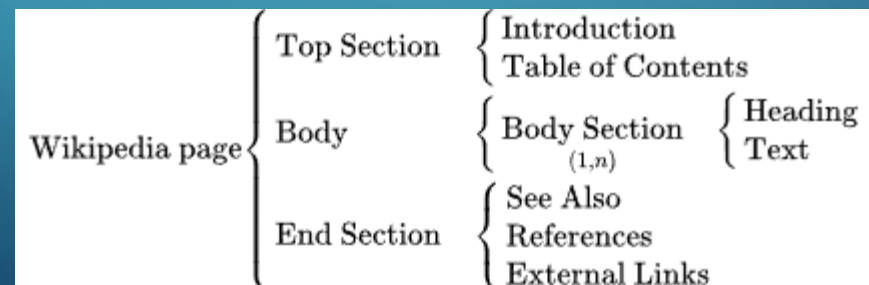 Wikipedia page
Top Section
Introduction
Table of Contents
Body
Body Section
(1,n)
Heading
Text
End Section
See Also
References
External Links